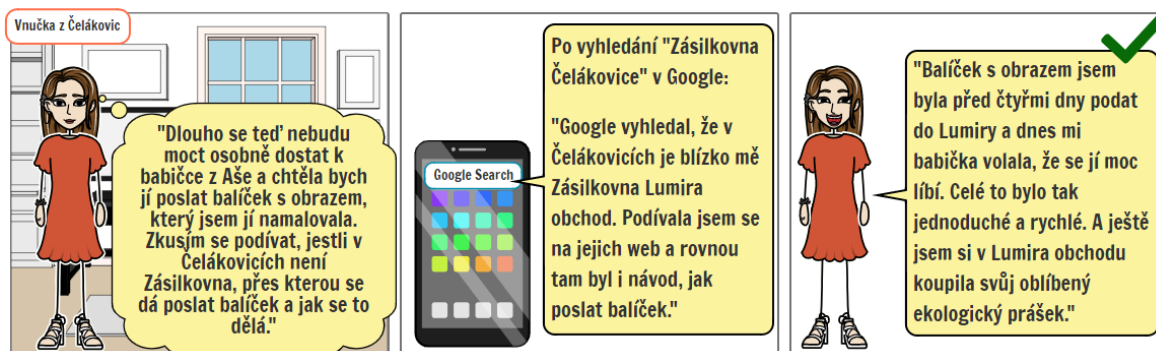 Vnučka z Čelákovic
"Dlouho se teď nebudu
moct osobně dostat k
babičce z Aše a chtěla bych
jí poslat balíček s obrazem,
který jsem jí namalovala.
Zkusím se podívat, jestli v
Čelákovicích není
Zásilkovna, přes kterou se
dá poslat balíček a jak se to
dělá."
Google Search
Po vyhledání "Zásilkovna
Čelákovice" v Google:
"Google vyhledal, že v
Čelákovicích je blízko mě
Zásilkovna Lumira
obchod. Podívala jsem se
na jejich web a rovnou
tam byl i návod, jak
poslat balíček."
"Balíček s obrazem jsem
byla před čtyřmi dny podat
do Lumiry a dnes mi
babička volala, že se jí moc
líbí. Celé to bylo tak
jednoduché a rychlé. A ještě
jsem si v Lumira obchodu
koupila svůj oblíbený
ekologický prášek."